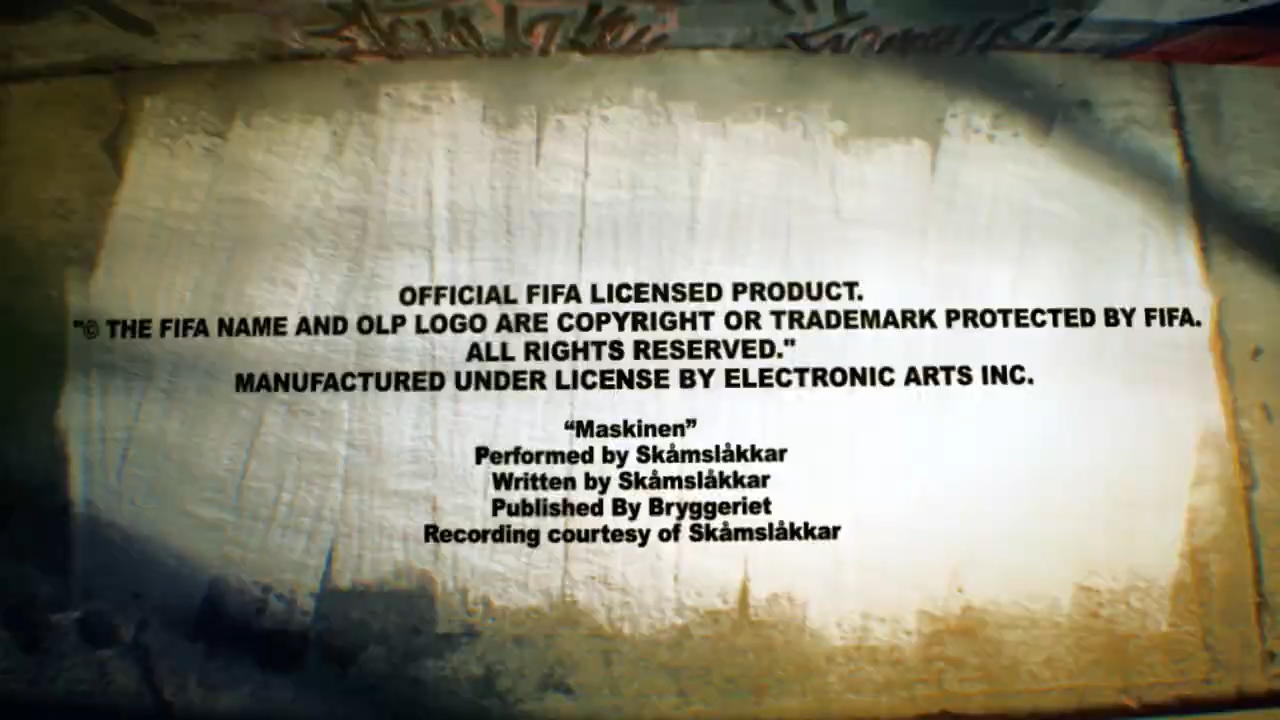 OFFICIAL FIFA LICENSED PRODUCT.
"© THE FIFA NAME AND OLP LOGO ARE COPYRIGHT OR TRADEMARK PROTECTED BY FIFA.
ALL RIGHTS RESERVED."
MANUFACTURED UNDER LICENSE BY ELECTRONIC ARTS INC.
“Maskinen”
Performed by Skåmslåkkar
Written by Skåmslåkkar
Published By Bryggeriet
Recording courtesy of Skåmslåkkar